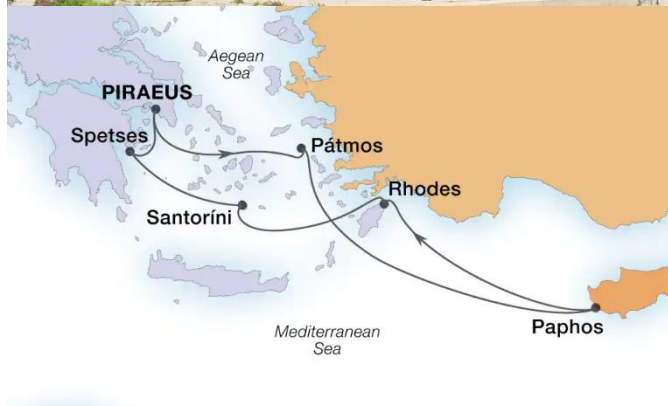 Aegean
Sea
PIRAEUS
Spetses
Pátmos
Rhodes
Santoríni
Paphos
Mediterranean
Sea